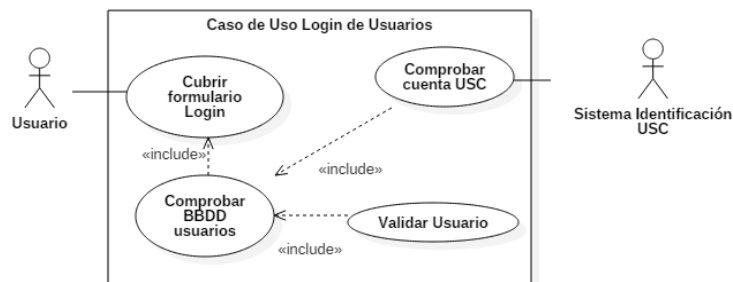 Caso de Uso Login de Usuarios
Cubrir
formulario
Login
Comprobar
cuenta USC
Usuario
Sistema Identificación
USC
«include»
«include»
Comprobar
BBDD
usuarios
Validar Usuario
«include»